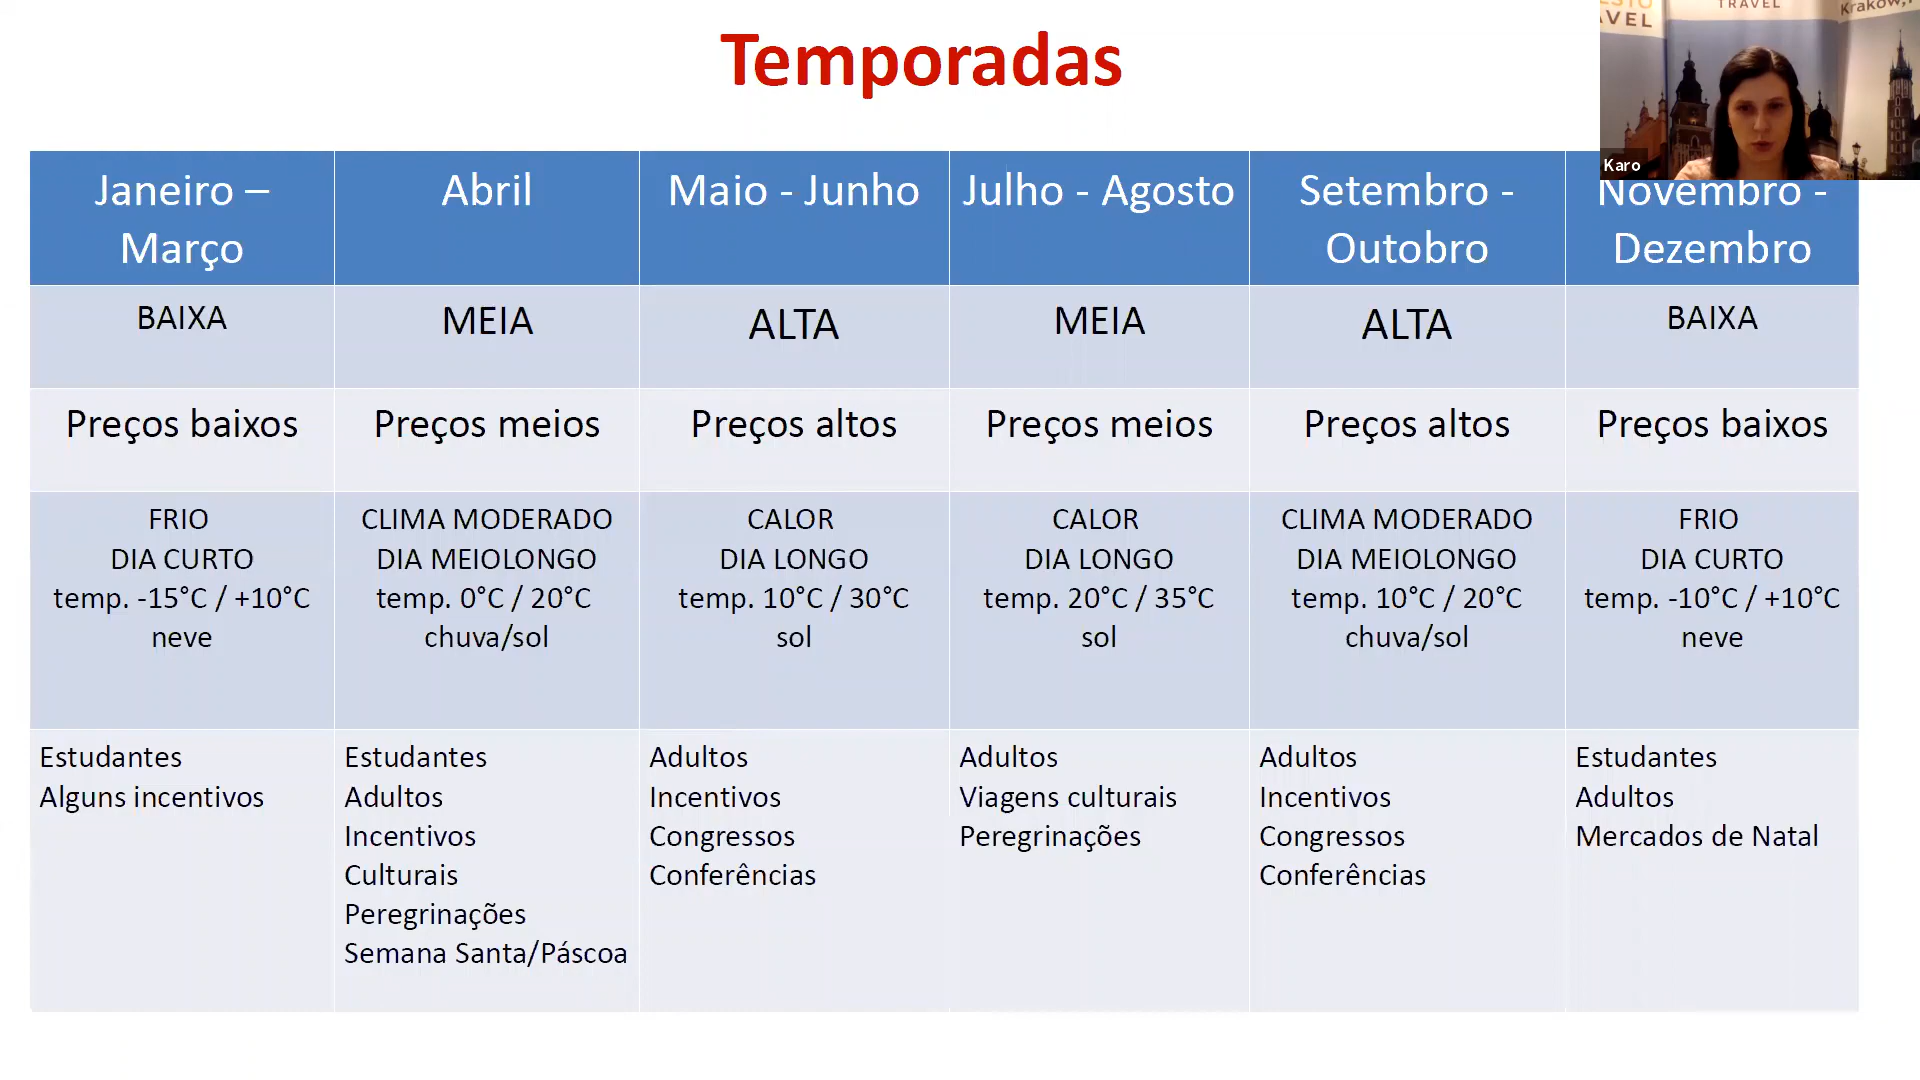 Temporadas
ESTO
AVEL
TRAVEL
Kraków,
Karo
Janeiro –
Março
Abril
Maio - Junho
Julho - Agosto
Setembro -
Outobro
Novembro -
Dezembro
BAIXA
MEIA
ALTA
MEIA
ALTA
BAIXA
Preços baixos
Preços meios
Preços altos
Preços meios
Preços altos
Preços baixos
FRIO
DIA CURTO
temp. -15°C / +10°C
neve
CLIMA MODERADO
DIA MEIOLONGO
temp. 0°C / 20°C
chuva/sol
CALOR
DIA LONGO
temp. 10°C / 30°C
sol
CALOR
DIA LONGO
temp. 20°C / 35°C
sol
CLIMA MODERADO
DIA MEIOLONGO
temp. 10°C / 20°C
chuva/sol
FRIO
DIA CURTO
temp. -10°C / +10°C
neve
Estudantes
Alguns incentivos
Estudantes
Adultos
Incentivos
Culturais
Peregrinações
Semana Santa/Páscoa
Adultos
Incentivos
Congressos
Conferências
Adultos
Viagens culturais
Peregrinações
Adultos
Incentivos
Congressos
Conferências
Estudantes
Adultos
Mercados de Natal